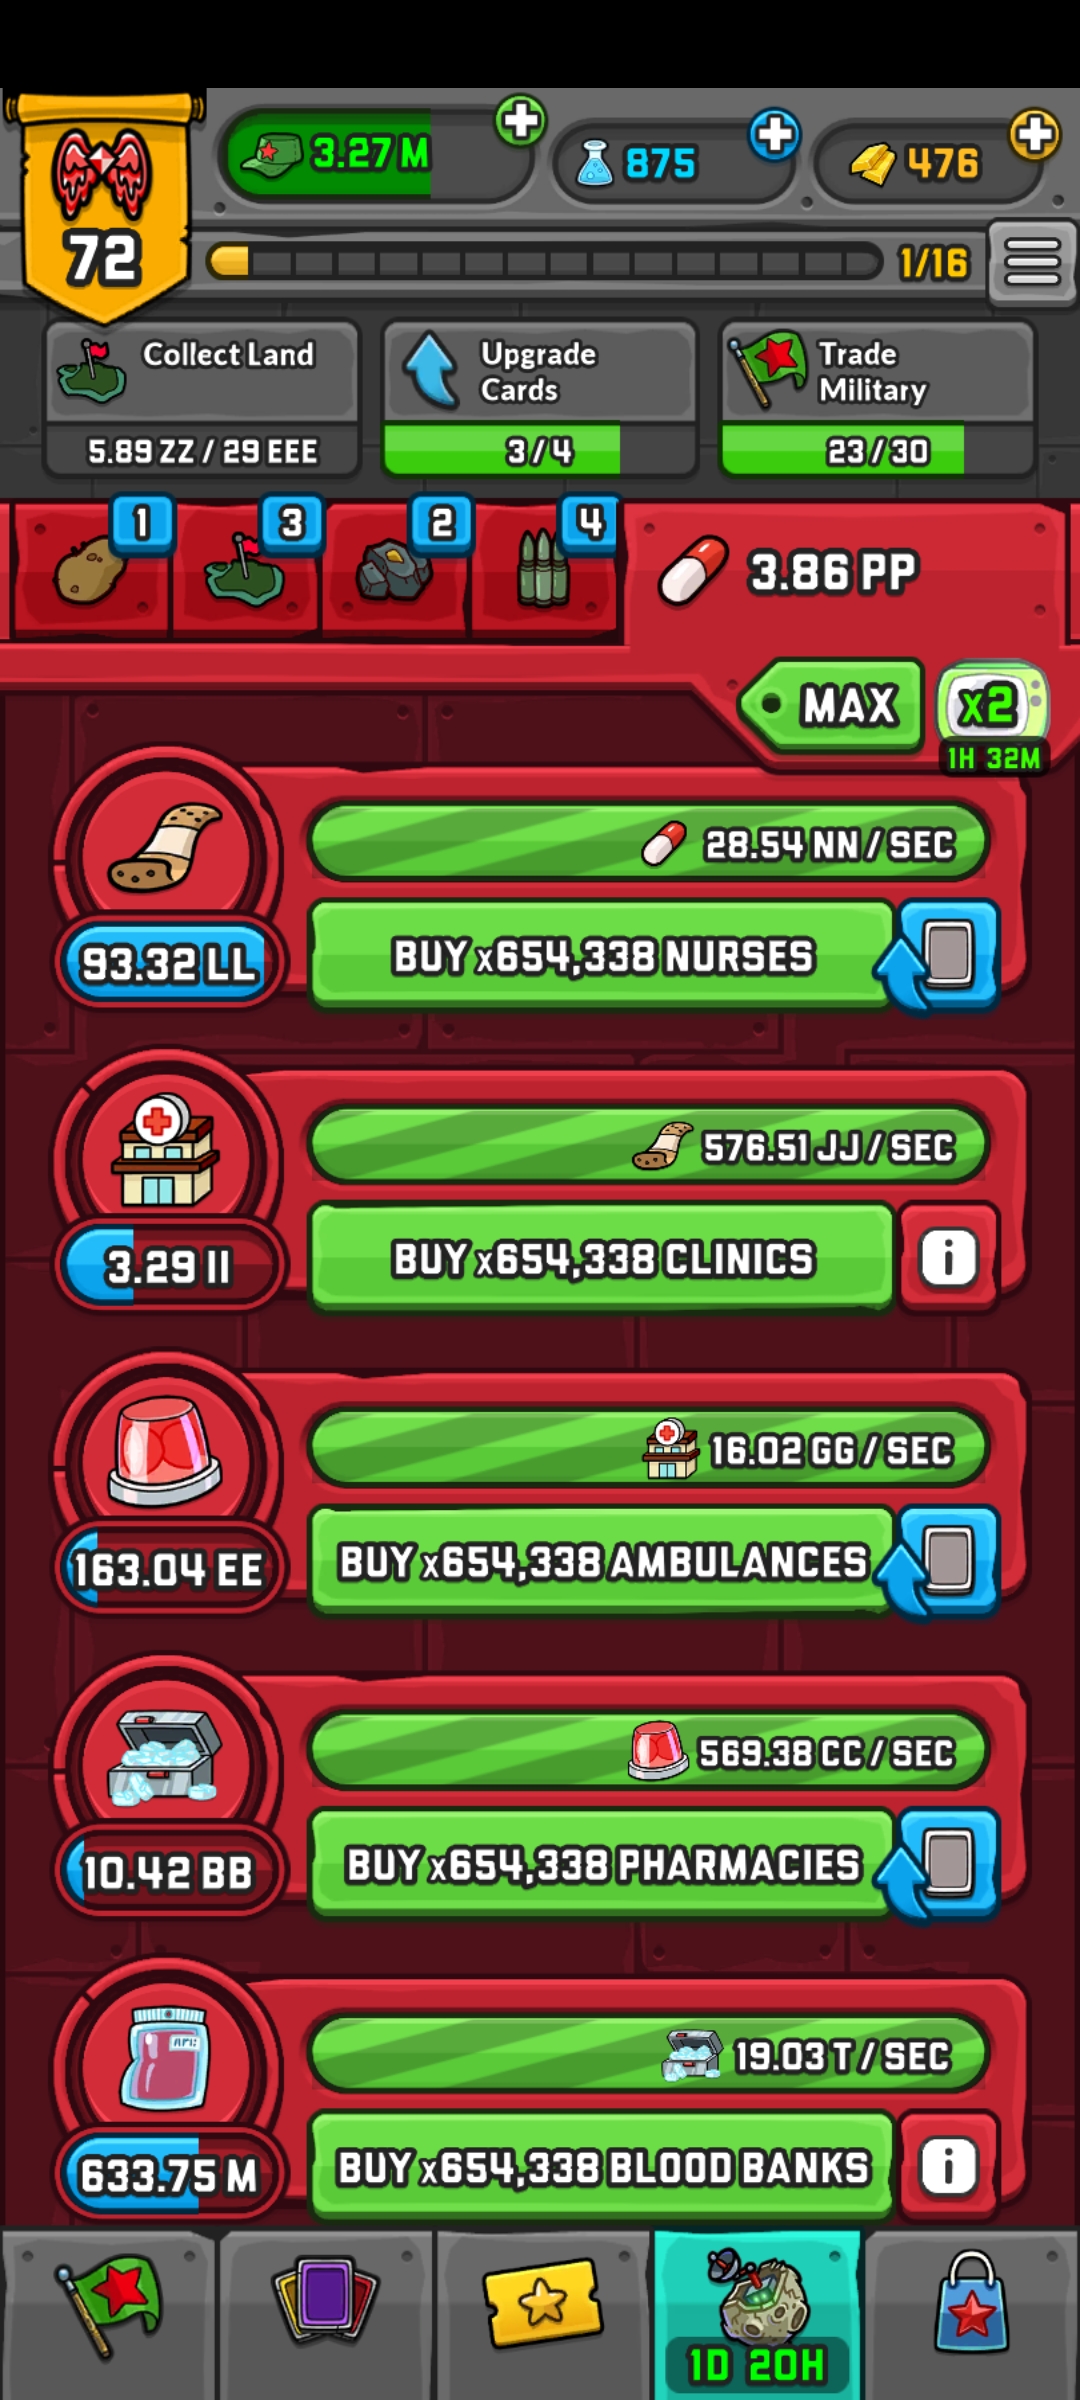 3.27 M
875
476
72
1/16
Collect Land
5.89 ZZ / 29 EEE
Upgrade
Cards
3/4
Trade
Military
23/30
1
3
2
4
3.86 PP
MAX
x2
1H 32M
28.54 NN / SEC
93.32 LL
BUY x654,338 NURSES
576.51 JJ / SEC
3.29 II
BUY x654,338 CLINICS
i
16.02 GG / SEC
163.04 EE
BUY x654,338 AMBULANCES
569.38 CC / SEC
10.42 BB
BUY x654,338 PHARMACIES
19.03 T / SEC
633.75 M
BUY x654,338 BLOOD BANKS
i
1D 20H